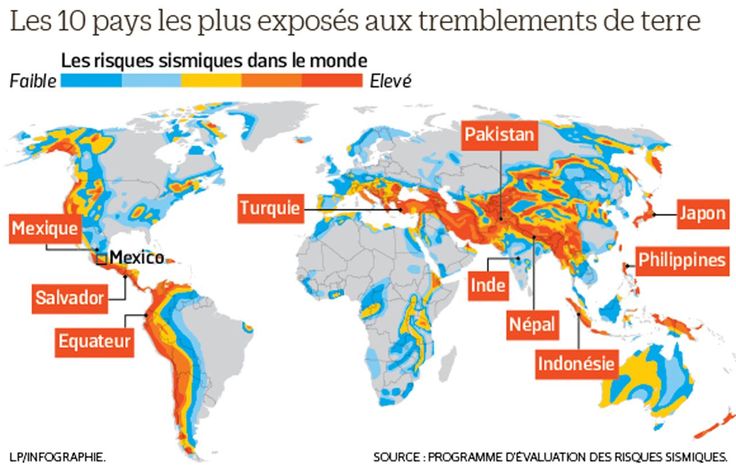 Les 10 pays les plus exposés aux tremblements de terre
Les risques sismiques dans le monde
Faible
Elevé
Pakistan
Turquie
Japon
Mexique
Mexico
Philippines
Inde
Salvador
Népal
Equateur
Indonésie
LP/INFOGRAPHIE.
SOURCE : PROGRAMME D'ÉVALUATION DES RISQUES SISMIQUES.